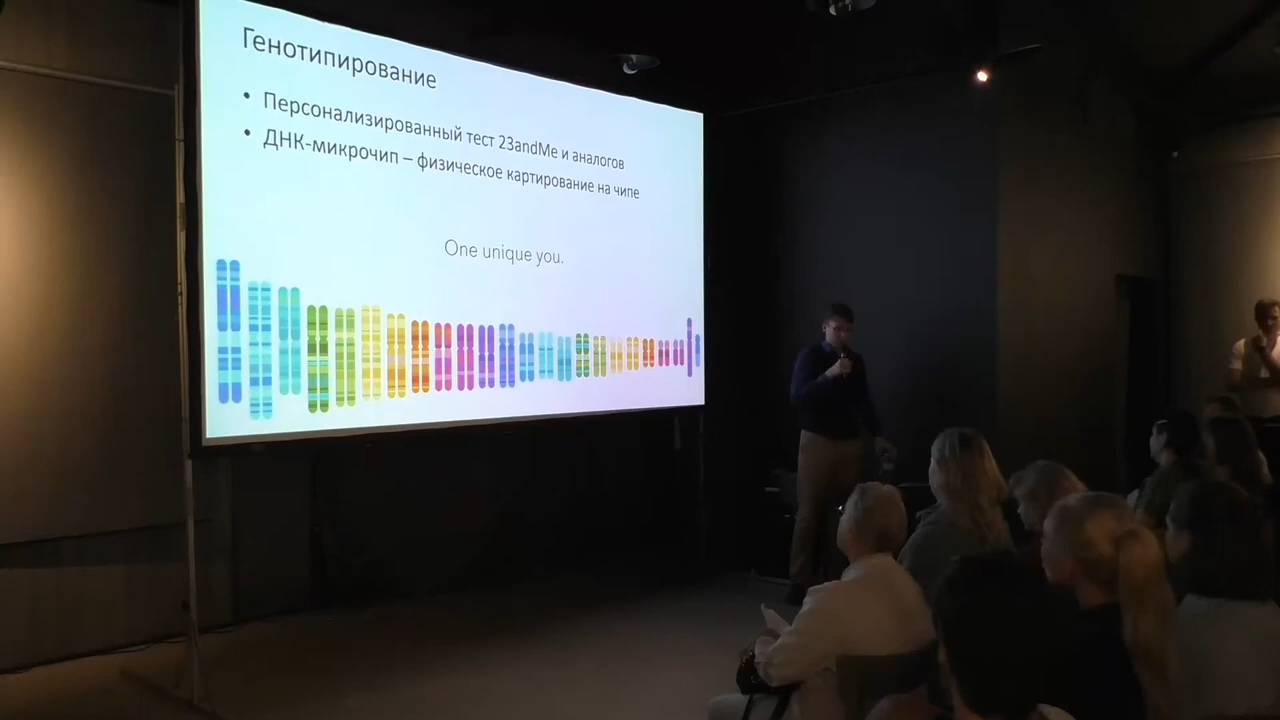 Генотипирование
• Персонализированный тест 23andMe и аналогов
• ДНК-микрочип – физическое картирование на чипе
One unique you.